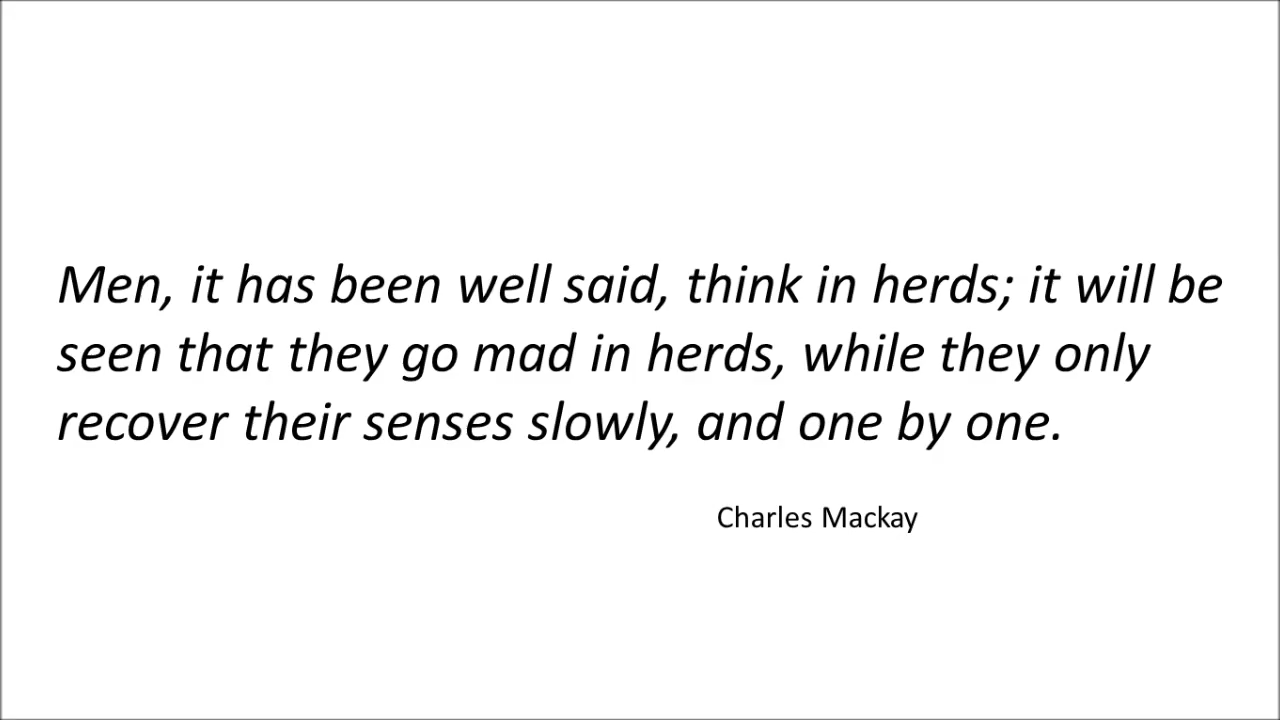 Men, it has been well said, think in herds; it will be
seen that they go mad in herds, while they only
recover their senses slowly, and one by one.
Charles Mackay